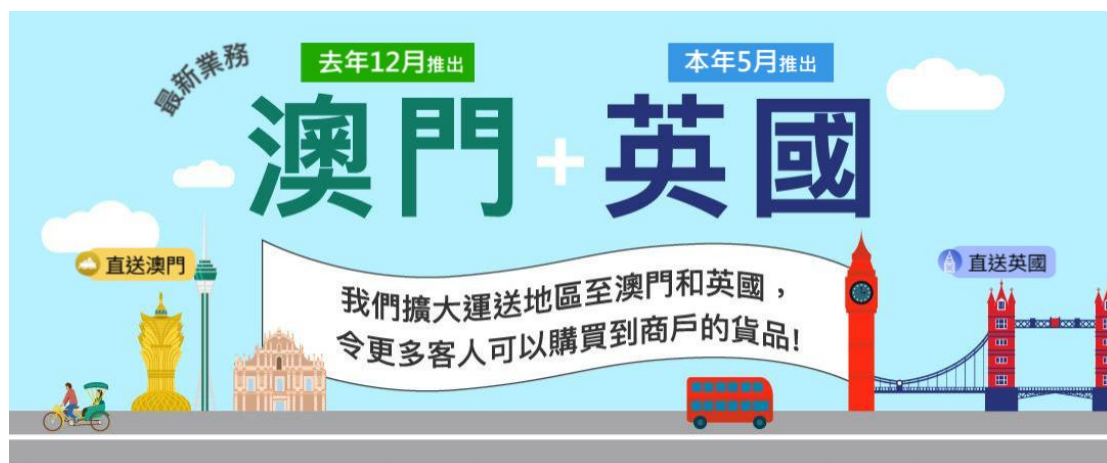 最新業務
去年12月推出
本年5月推出
澳門+英國
直送澳門
直送英國
我們擴大運送地區至澳門和英國，
令更多客人可以購買到商戶的貨品!